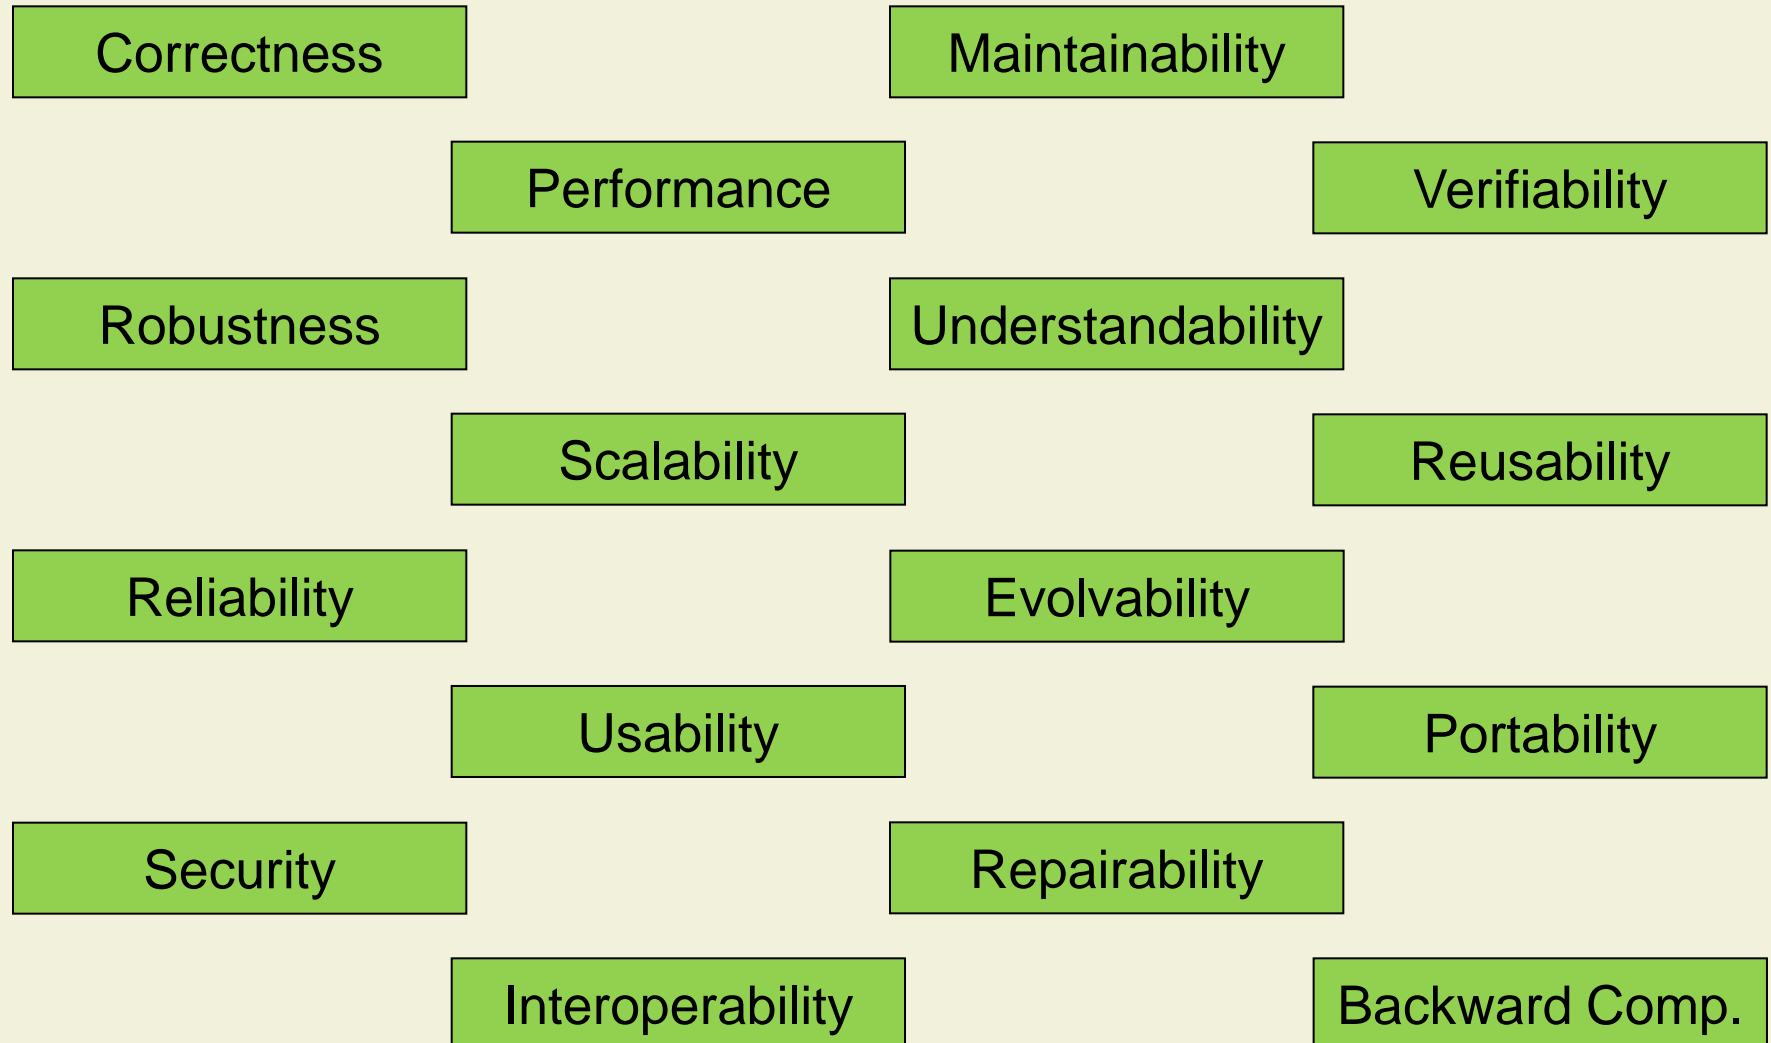 Correctness
Maintainability
Performance
Verifiability
Robustness
Understandability
Scalability
Reusability
Reliability
Evolvability
Usability
Portability
Security
Repairability
Interoperability
Backward Comp.